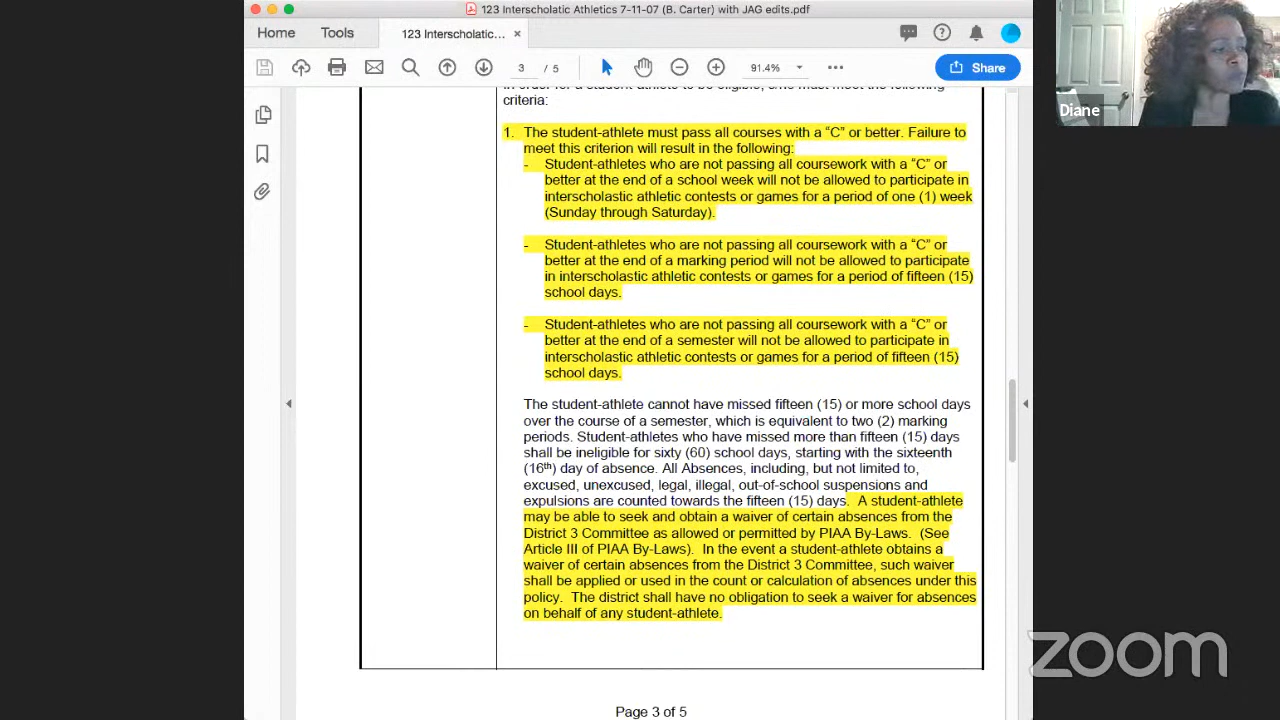 123 Interscholatic Athletics 7-11-07 (B. Carter) with JAG edits.pdf
Home
Tools
123 Interscholatic... ×
3 / 5
91.4%
Share
Diane
In order for a student-athlete to be eligible, s/he must meet the following
criteria:
1. The student-athlete must pass all courses with a “C” or better. Failure to
meet this criterion will result in the following:
- Student-athletes who are not passing all coursework with a “C” or
better at the end of a school week will not be allowed to participate in
interscholastic athletic contests or games for a period of one (1) week
(Sunday through Saturday).
- Student-athletes who are not passing all coursework with a “C” or
better at the end of a marking period will not be allowed to participate
in interscholastic athletic contests or games for a period of fifteen (15)
school days.
- Student-athletes who are not passing all coursework with a “C” or
better at the end of a semester will not be allowed to participate in
interscholastic athletic contests or games for a period of fifteen (15)
school days.
The student-athlete cannot have missed fifteen (15) or more school days
over the course of a semester, which is equivalent to two (2) marking
periods. Student-athletes who have missed more than fifteen (15) days
shall be ineligible for sixty (60) school days, starting with the sixteenth
(16th) day of absence. All Absences, including, but not limited to,
excused, unexcused, legal, illegal, out-of-school suspensions and
expulsions are counted towards the fifteen (15) days. A student-athlete
may be able to seek and obtain a waiver of certain absences from the
District 3 Committee as allowed or permitted by PIAA By-Laws. (See
Article III of PIAA By-Laws). In the event a student-athlete obtains a
waiver of certain absences from the District 3 Committee, such waiver
shall be applied or used in the count or calculation of absences under this
policy. The district shall have no obligation to seek a waiver for absences
on behalf of any student-athlete.
Page 3 of 5
zoom